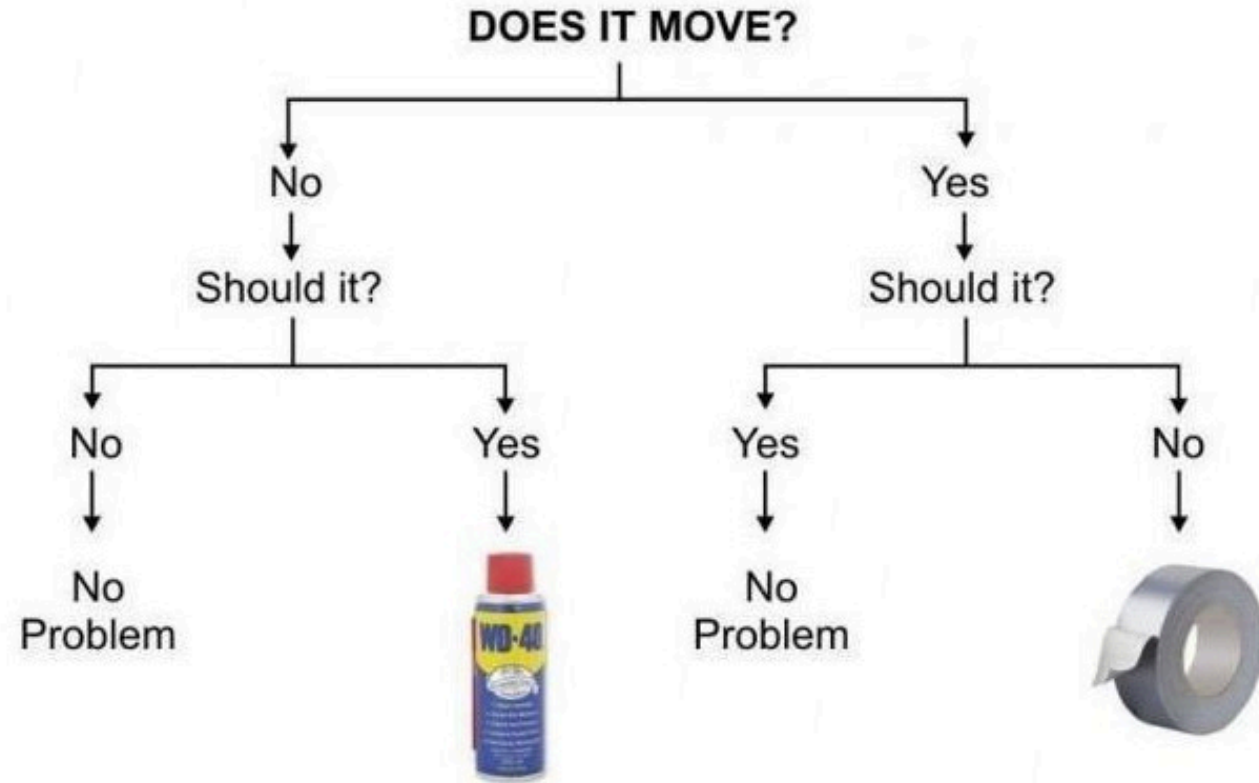 DOES IT MOVE?
No
Yes
Should it?
Should it?
No
Yes
Yes
No
No
Problem
WD-40
No
Problem